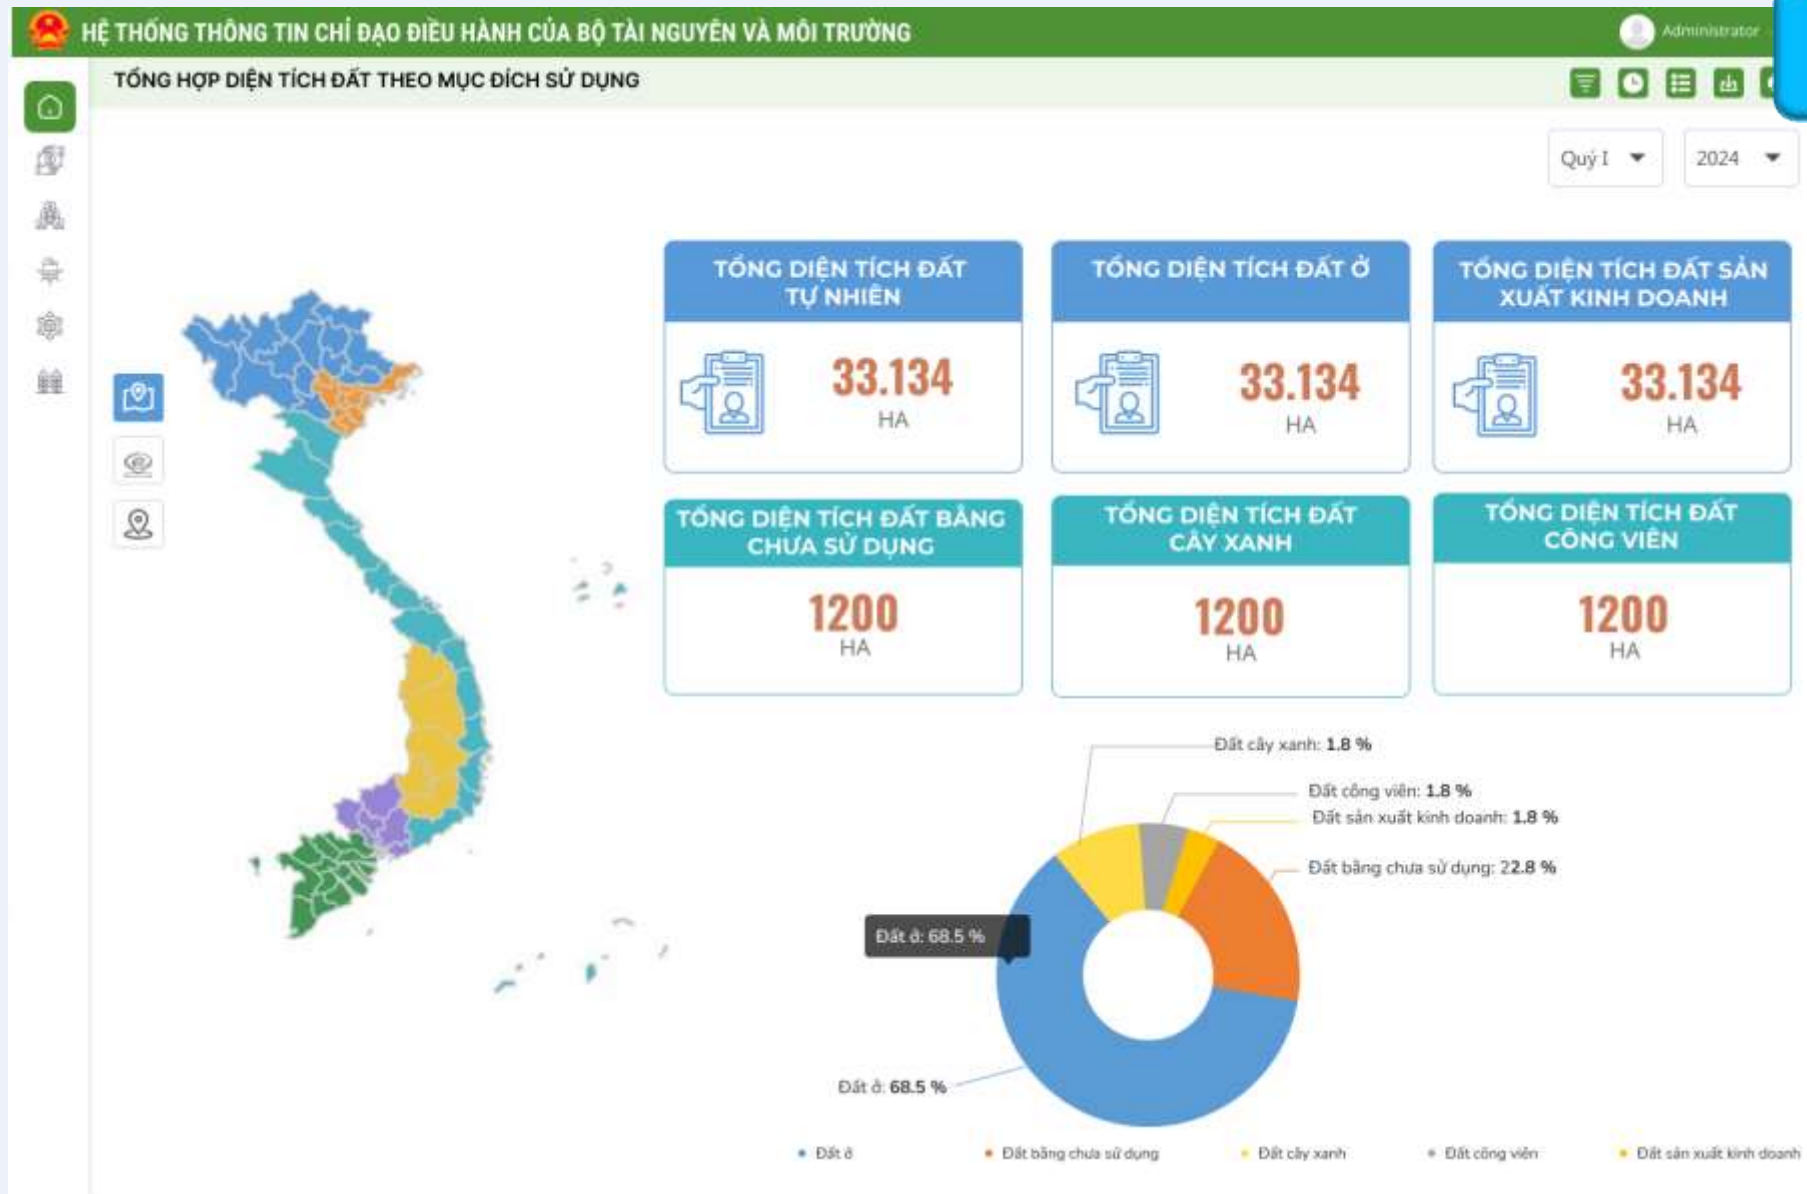 HỆ THỐNG THÔNG TIN CHỈ ĐẠO ĐIỀU HÀNH CỦA BỘ TÀI NGUYÊN VÀ MÔI TRƯỜNG
Administrator
TỔNG HỢP DIỆN TÍCH ĐẤT THEO MỤC ĐÍCH SỬ DỤNG
Quý I
2024
TỔNG DIỆN TÍCH ĐẤT
TỰ NHIÊN
33.134
HA
TỔNG DIỆN TÍCH ĐẤT Ở
33.134
HA
TỔNG DIỆN TÍCH ĐẤT SẢN
XUẤT KINH DOANH
33.134
HA
TỔNG DIỆN TÍCH ĐẤT BẰNG
CHƯA SỬ DỤNG
1200
HA
TỔNG DIỆN TÍCH ĐẤT
CÂY XANH
1200
HA
TỔNG DIỆN TÍCH ĐẤT
CÔNG VIÊN
1200
HA
Đất cây xanh: 1.8 %
Đất công viên: 1.8 %
Đất sản xuất kinh doanh: 1.8 %
Đất bằng chưa sử dụng: 22.8 %
Đất ở: 68.5 %
Đất ở: 68.5 %
Đất ở
Đất bằng chưa sử dụng
Đất cây xanh
Đất công viên
Đất sản xuất kinh doanh